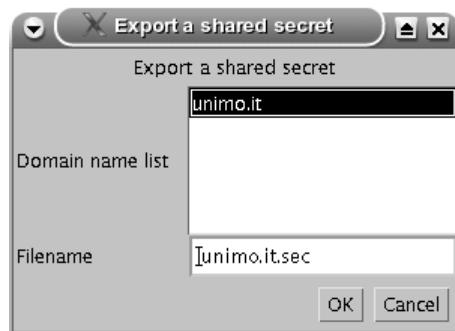 Export a shared secret
Export a shared secret
unimo.it
Domain name list
Filename
unimo.it.sec
OK Cancel